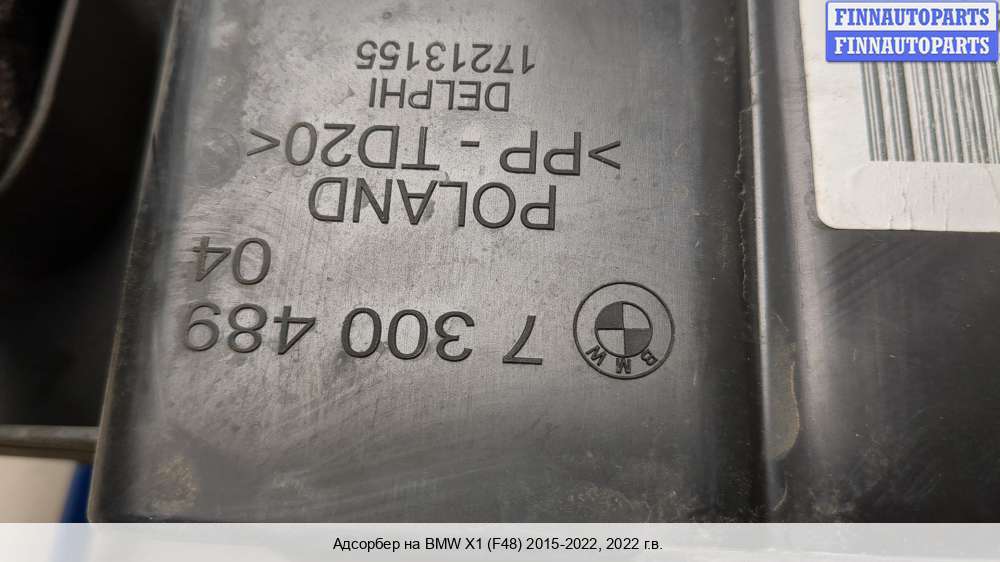 FINNAUTOPARTS
FINNAUTOPARTS
BMW
7 300 489
04
POLAND
>PP - TD20<
DELPHI
17213155
Адсорбер на BMW X1 (F48) 2015-2022, 2022 г.в.